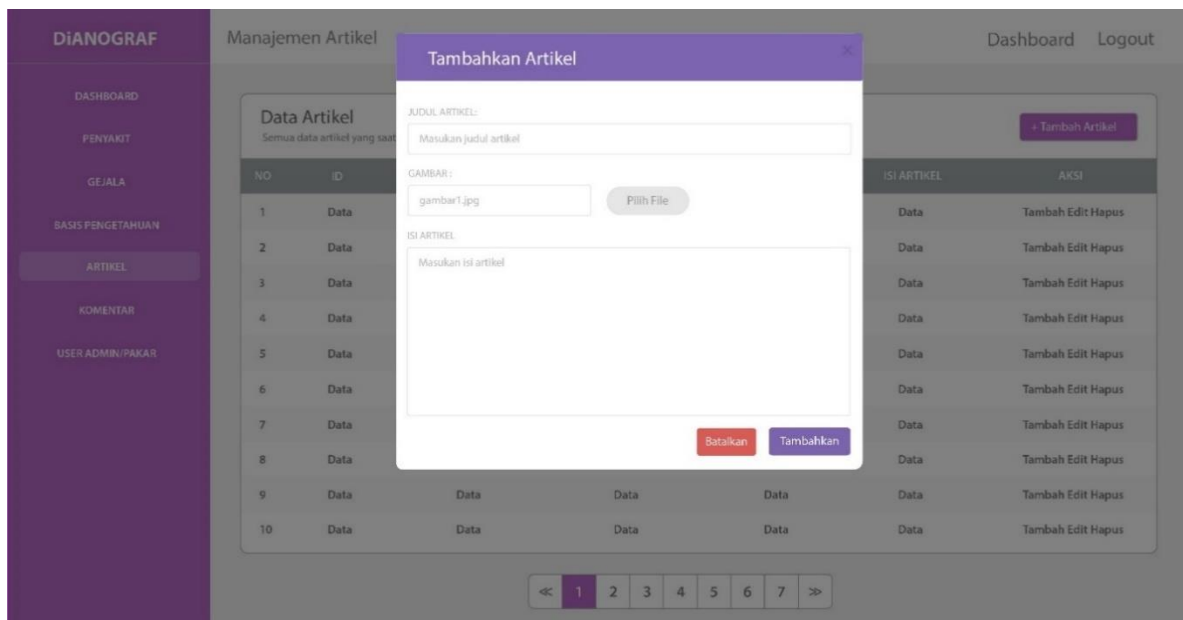 DiANOGRAF
Manajemen Artikel
Dashboard Logout
DASHBOARD
PENYAKIT
GEJALA
BASIS PENGETAHUAN
ARTIKEL
KOMENTAR
USER ADMIN/PAKAR
Data Artikel
Semua data artikel yang saat
+ Tambah Artikel
Tambahkan Artikel ×
JUDUL ARTIKEL:
Masukan judul artikel
GAMBAR :
gambar1.jpg Pilih File
ISI ARTIKEL
Masukan isi artikel
Batalkan Tambahkan
NO ID ISI ARTIKEL AKSI
1 Data Data Tambah Edit Hapus
2 Data Data Tambah Edit Hapus
3 Data Data Tambah Edit Hapus
4 Data Data Tambah Edit Hapus
5 Data Data Tambah Edit Hapus
6 Data Data Tambah Edit Hapus
7 Data Data Tambah Edit Hapus
8 Data Data Tambah Edit Hapus
9 Data Data Data Data Data Tambah Edit Hapus
10 Data Data Data Data Data Tambah Edit Hapus
≪ 1 2 3 4 5 6 7 ≫